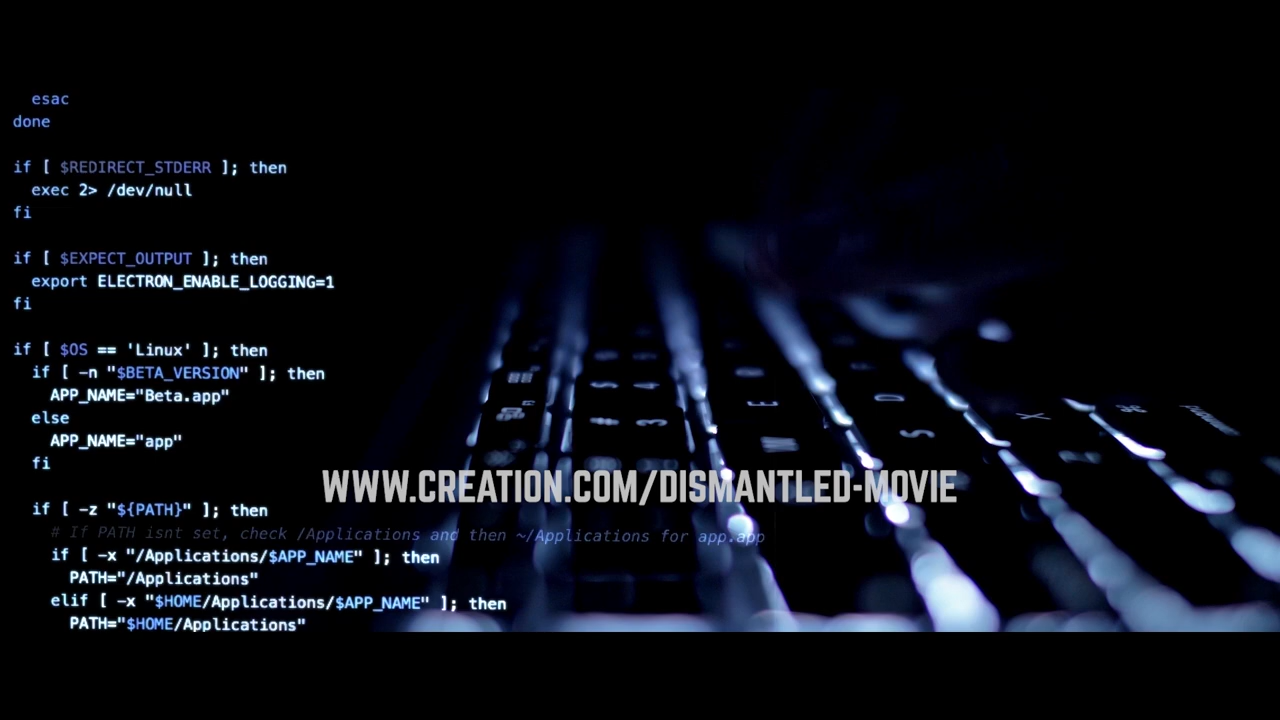 esac
done
if [ $REDIRECT_STDERR ]; then
exec 2> /dev/null
fi
if [ $EXPECT_OUTPUT ]; then
export ELECTRON_ENABLE_LOGGING=1
fi
if [ $OS == 'Linux' ]; then
if [ -n "$BETA_VERSION" ]; then
APP_NAME="Beta.app"
else
APP_NAME="app"
fi
if [ -z "${PATH}" ]; then
# If PATH isnt set, check /Applications and then ~/Applications for app.app
if [ -x "/Applications/$APP_NAME" ]; then
PATH="/Applications"
elif [ -x "$HOME/Applications/$APP_NAME" ]; then
PATH="$HOME/Applications"
WWW.CREATION.COM/DISMANTLED-MOVIE
$ 4
# 3
E
W
D
S
X
Z
⌘